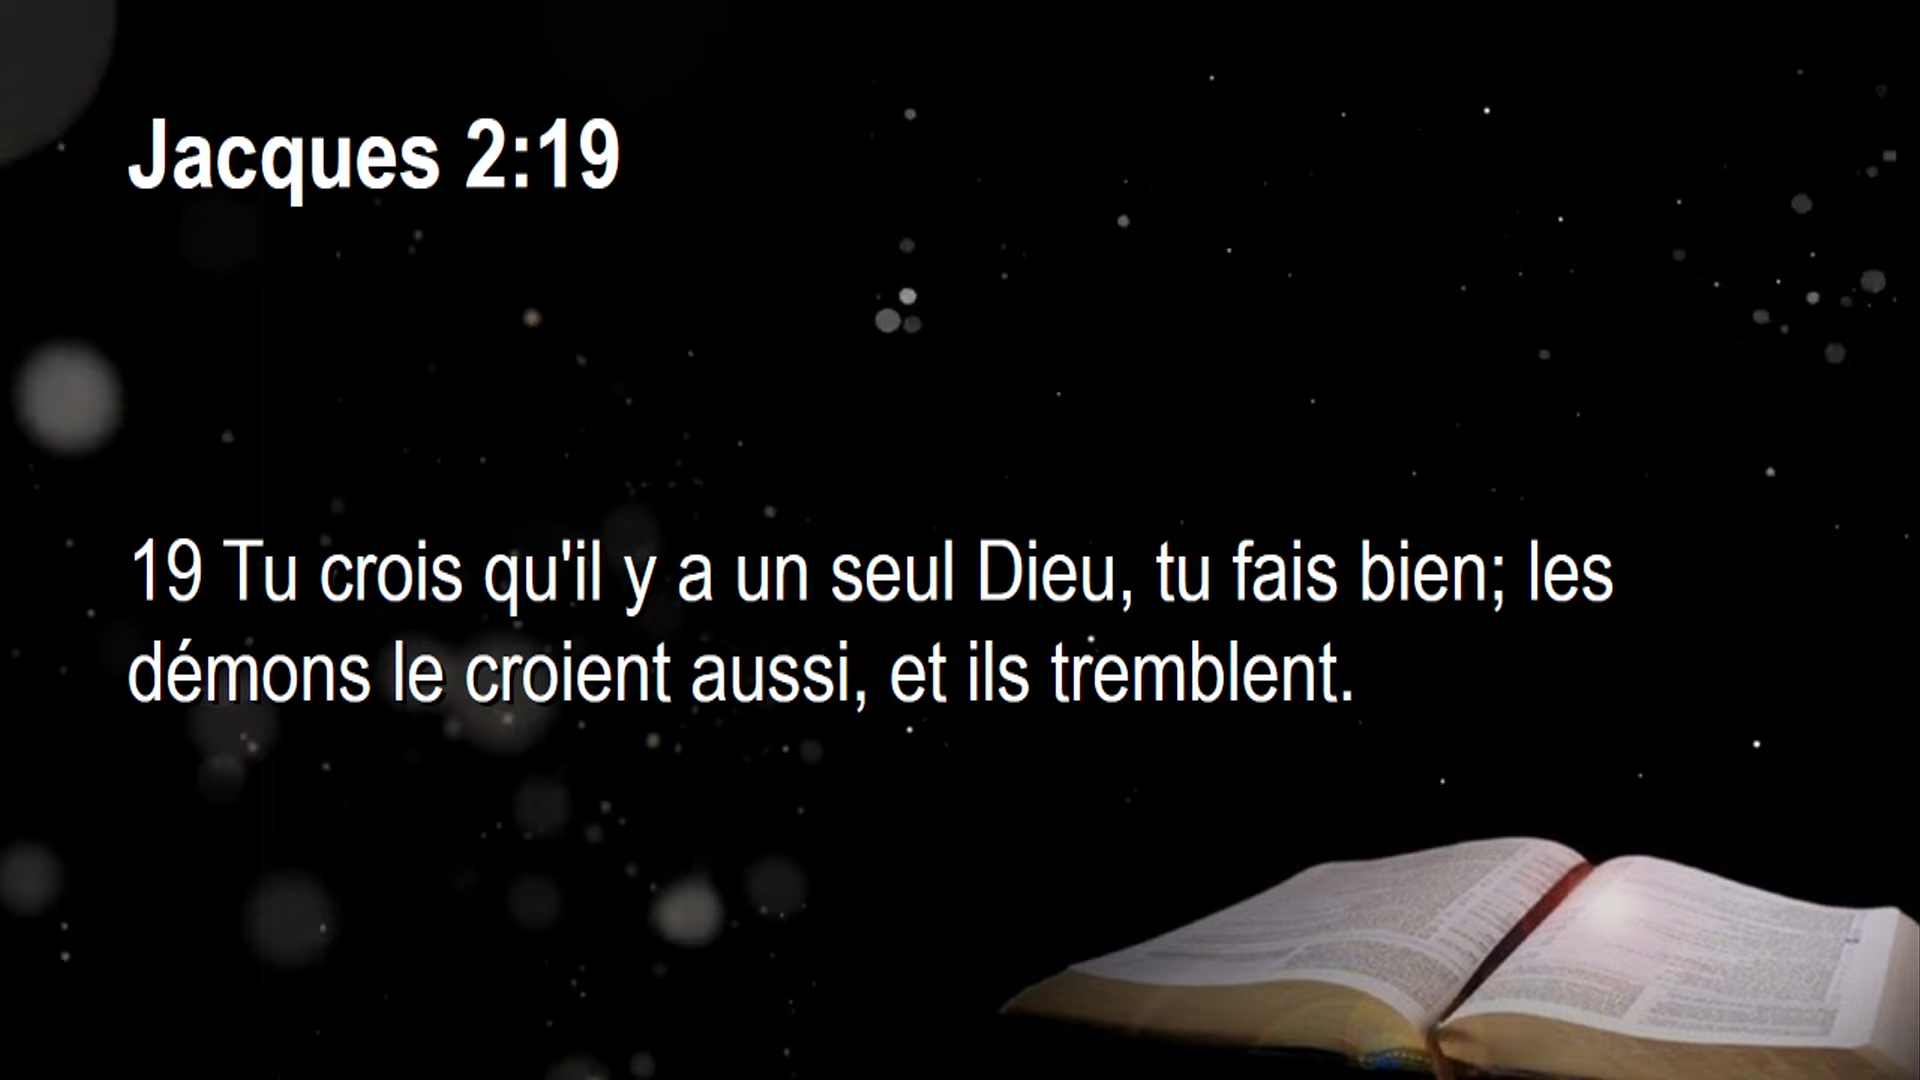 Jacques 2:19
19 Tu crois qu'il y a un seul Dieu, tu fais bien; les
démons le croient aussi, et ils tremblent.